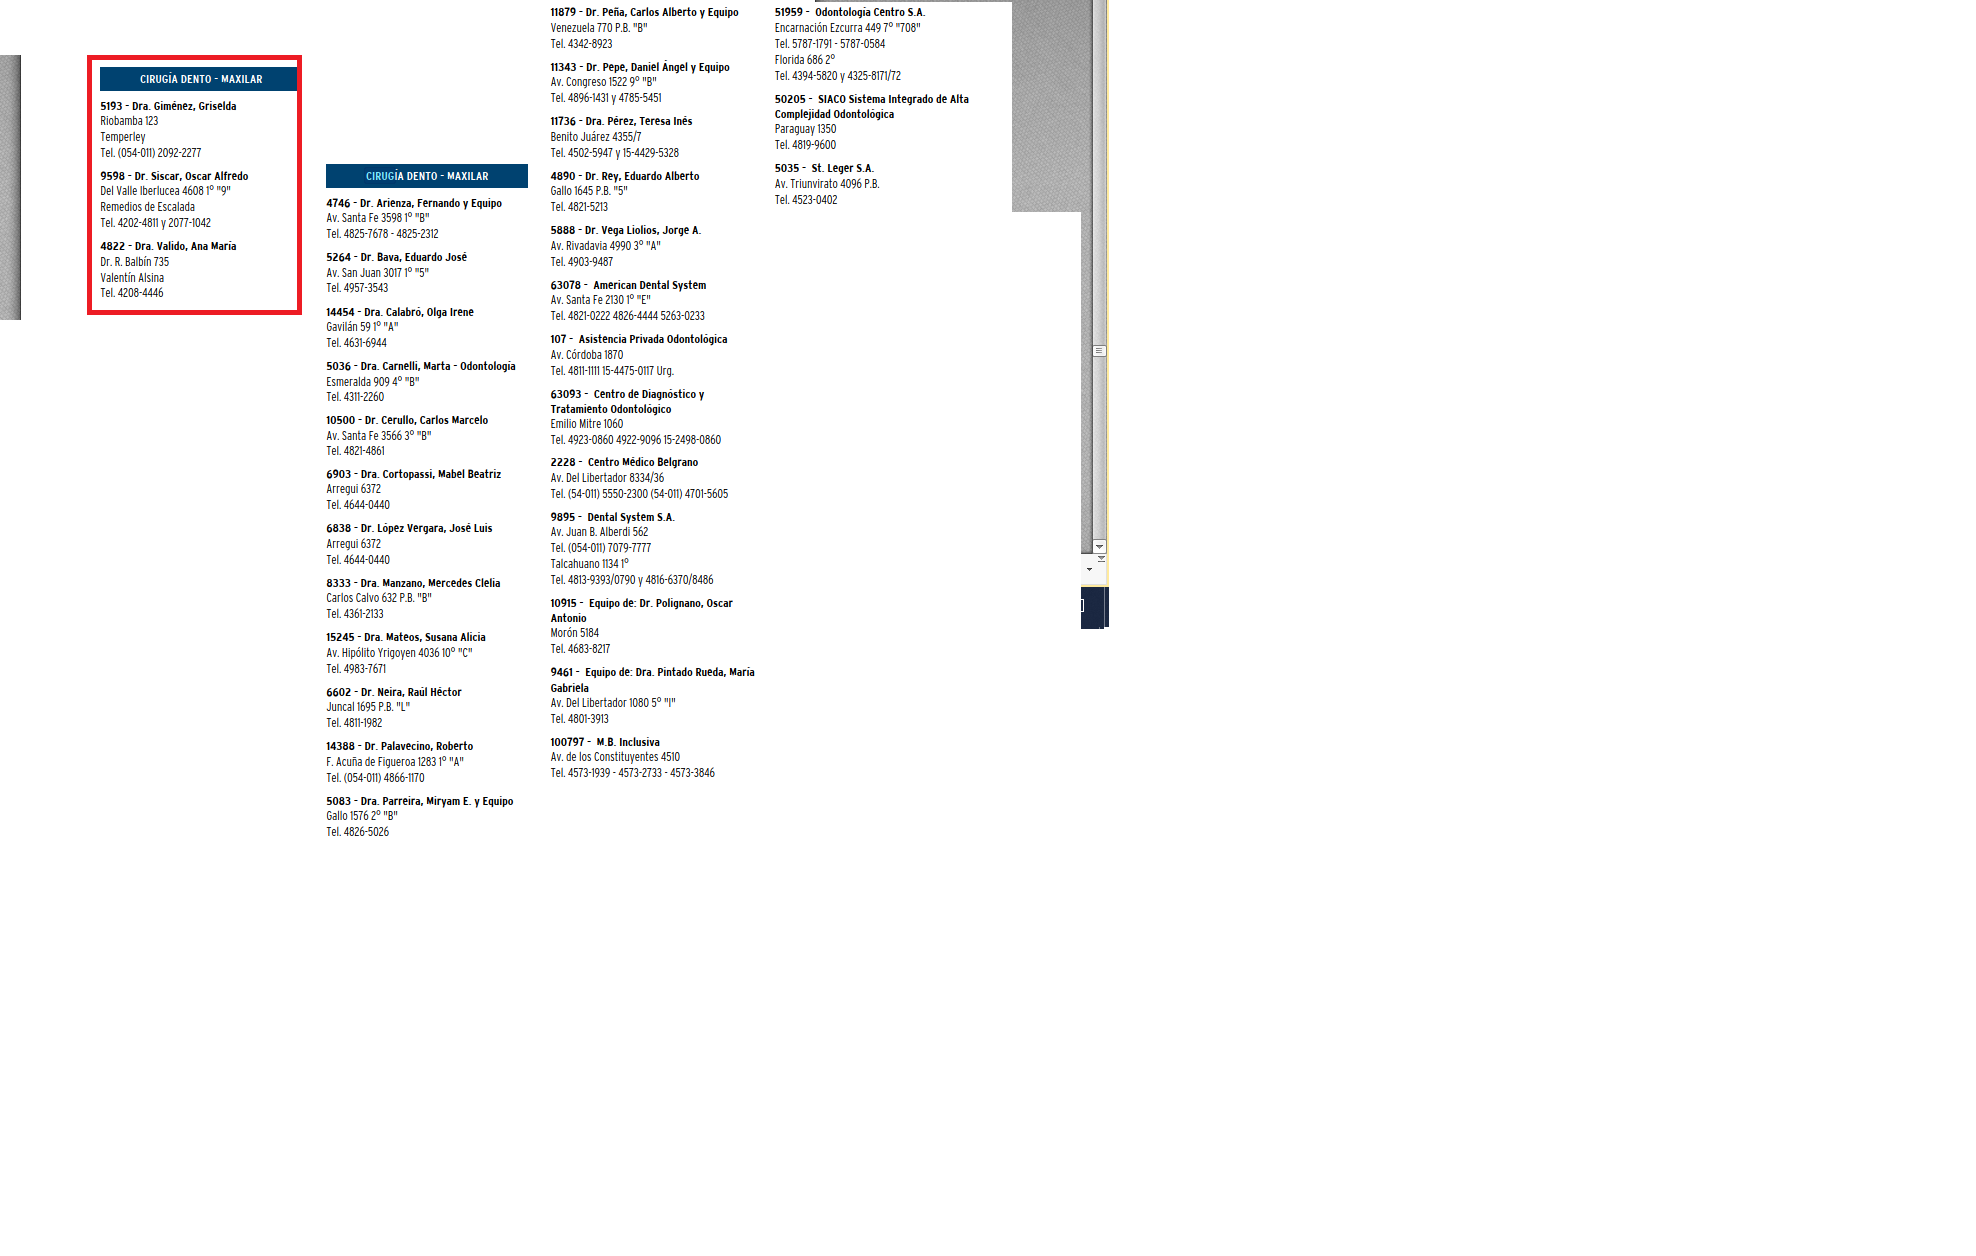 CIRUGÍA DENTO - MAXILAR
5193 - Dra. Giménez, Griselda
Riobamba 123
Temperley
Tel. (054-011) 2092-2277
9598 - Dr. Siscar, Oscar Alfredo
Del Valle Iberlucea 4608 1º "9"
Remedios de Escalada
Tel. 4202-4811 y 2077-1042
4822 - Dra. Valido, Ana María
Dr. R. Balbín 735
Valentín Alsina
Tel. 4208-4446
CIRUGÍA DENTO - MAXILAR
4746 - Dr. Arienza, Fernando y Equipo
Av. Santa Fe 3598 1º "B"
Tel. 4825-7678 - 4825-2312
5264 - Dr. Bava, Eduardo José
Av. San Juan 3017 1º "5"
Tel. 4957-3543
14454 - Dra. Calabró, Olga Irene
Gavilán 59 1º "A"
Tel. 4631-6944
5036 - Dra. Carnelli, Marta - Odontología
Esmeralda 909 4º "B"
Tel. 4311-2260
10500 - Dr. Cerullo, Carlos Marcelo
Av. Santa Fe 3566 3º "B"
Tel. 4821-4861
6903 - Dra. Cortopassi, Mabel Beatriz
Arregui 6372
Tel. 4644-0440
6838 - Dr. López Vergara, José Luis
Arregui 6372
Tel. 4644-0440
8333 - Dra. Manzano, Mercedes Clelia
Carlos Calvo 632 P.B. "B"
Tel. 4361-2133
15245 - Dra. Mateos, Susana Alicia
Av. Hipólito Yrigoyen 4036 10º "C"
Tel. 4983-7671
6602 - Dr. Neira, Raúl Héctor
Juncal 1695 P.B. "L"
Tel. 4811-1982
14388 - Dr. Palavecino, Roberto
F. Acuña de Figueroa 1283 1º "A"
Tel. (054-011) 4866-1170
5083 - Dra. Parreira, Miryam E. y Equipo
Gallo 1576 2º "B"
Tel. 4826-5026
11879 - Dr. Peña, Carlos Alberto y Equipo
Venezuela 770 P.B. "B"
Tel. 4342-8923
11343 - Dr. Pepe, Daniel Ángel y Equipo
Av. Congreso 1522 9º "B"
Tel. 4896-1431 y 4785-5451
11736 - Dra. Pérez, Teresa Inés
Benito Juárez 4355/7
Tel. 4502-5947 y 15-4429-5328
4890 - Dr. Rey, Eduardo Alberto
Gallo 1645 P.B. "5"
Tel. 4821-5213
5888 - Dr. Vega Liolios, Jorge A.
Av. Rivadavia 4990 3º "A"
Tel. 4903-9487
63078 - American Dental System
Av. Santa Fe 2130 1º "E"
Tel. 4821-0222 4826-4444 5263-0233
107 - Asistencia Privada Odontológica
Av. Córdoba 1870
Tel. 4811-1111 15-4475-0117 Urg.
63093 - Centro de Diagnóstico y
Tratamiento Odontológico
Emilio Mitre 1060
Tel. 4923-0860 4922-9096 15-2498-0860
2228 - Centro Médico Belgrano
Av. Del Libertador 8334/36
Tel. (54-011) 5550-2300 (54-011) 4701-5605
9895 - Dental System S.A.
Av. Juan B. Alberdi 562
Tel. (054-011) 7079-7777
Talcahuano 1134 1º
Tel. 4813-9393/0790 y 4816-6370/8486
10915 - Equipo de: Dr. Polignano, Oscar
Antonio
Morón 5184
Tel. 4683-8217
9461 - Equipo de: Dra. Pintado Rueda, María
Gabriela
Av. Del Libertador 1080 5º "I"
Tel. 4801-3913
100797 - M.B. Inclusiva
Av. de los Constituyentes 4510
Tel. 4573-1939 - 4573-2733 - 4573-3846
51959 - Odontología Centro S.A.
Encarnación Ezcurra 449 7º "708"
Tel. 5787-1791 - 5787-0584
Florida 686 2º
Tel. 4394-5820 y 4325-8171/72
50205 - SIACO Sistema Integrado de Alta
Complejidad Odontológica
Paraguay 1350
Tel. 4819-9600
5035 - St. Leger S.A.
Av. Triunvirato 4096 P.B.
Tel. 4523-0402